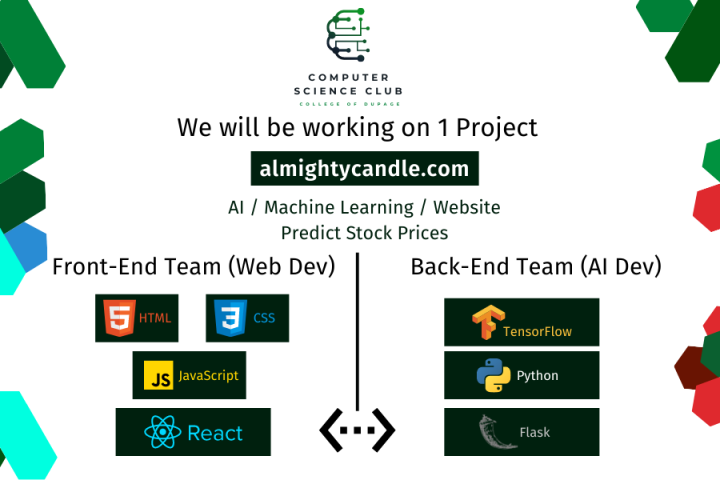 COMPUTER
SCIENCE CLUB
COLLEGE OF DUPAGE
We will be working on 1 Project
almightycandle.com
AI / Machine Learning / Website
Predict Stock Prices
Front-End Team (Web Dev)
HTML
CSS
JS JavaScript
React
Back-End Team (AI Dev)
TensorFlow
Python
Flask